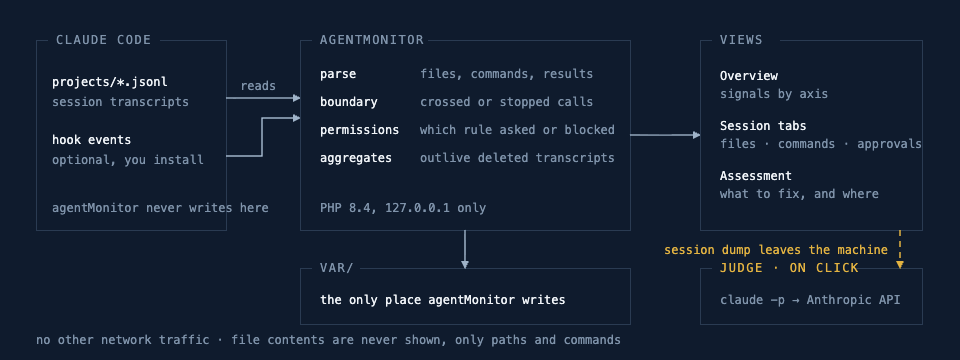 CLAUDE CODE
projects/*.jsonl
session transcripts
hook events
optional, you install
agentMonitor never writes here
reads
AGENTMONITOR
parse files, commands, results
boundary crossed or stopped calls
permissions which rule asked or blocked
aggregates outlive deleted transcripts
PHP 8.4, 127.0.0.1 only
VIEWS
Overview
signals by axis
Session tabs
files · commands · approvals
Assessment
what to fix, and where
session dump leaves the machine
VAR/
the only place agentMonitor writes
JUDGE · ON CLICK
claude -p → Anthropic API
no other network traffic · file contents are never shown, only paths and commands